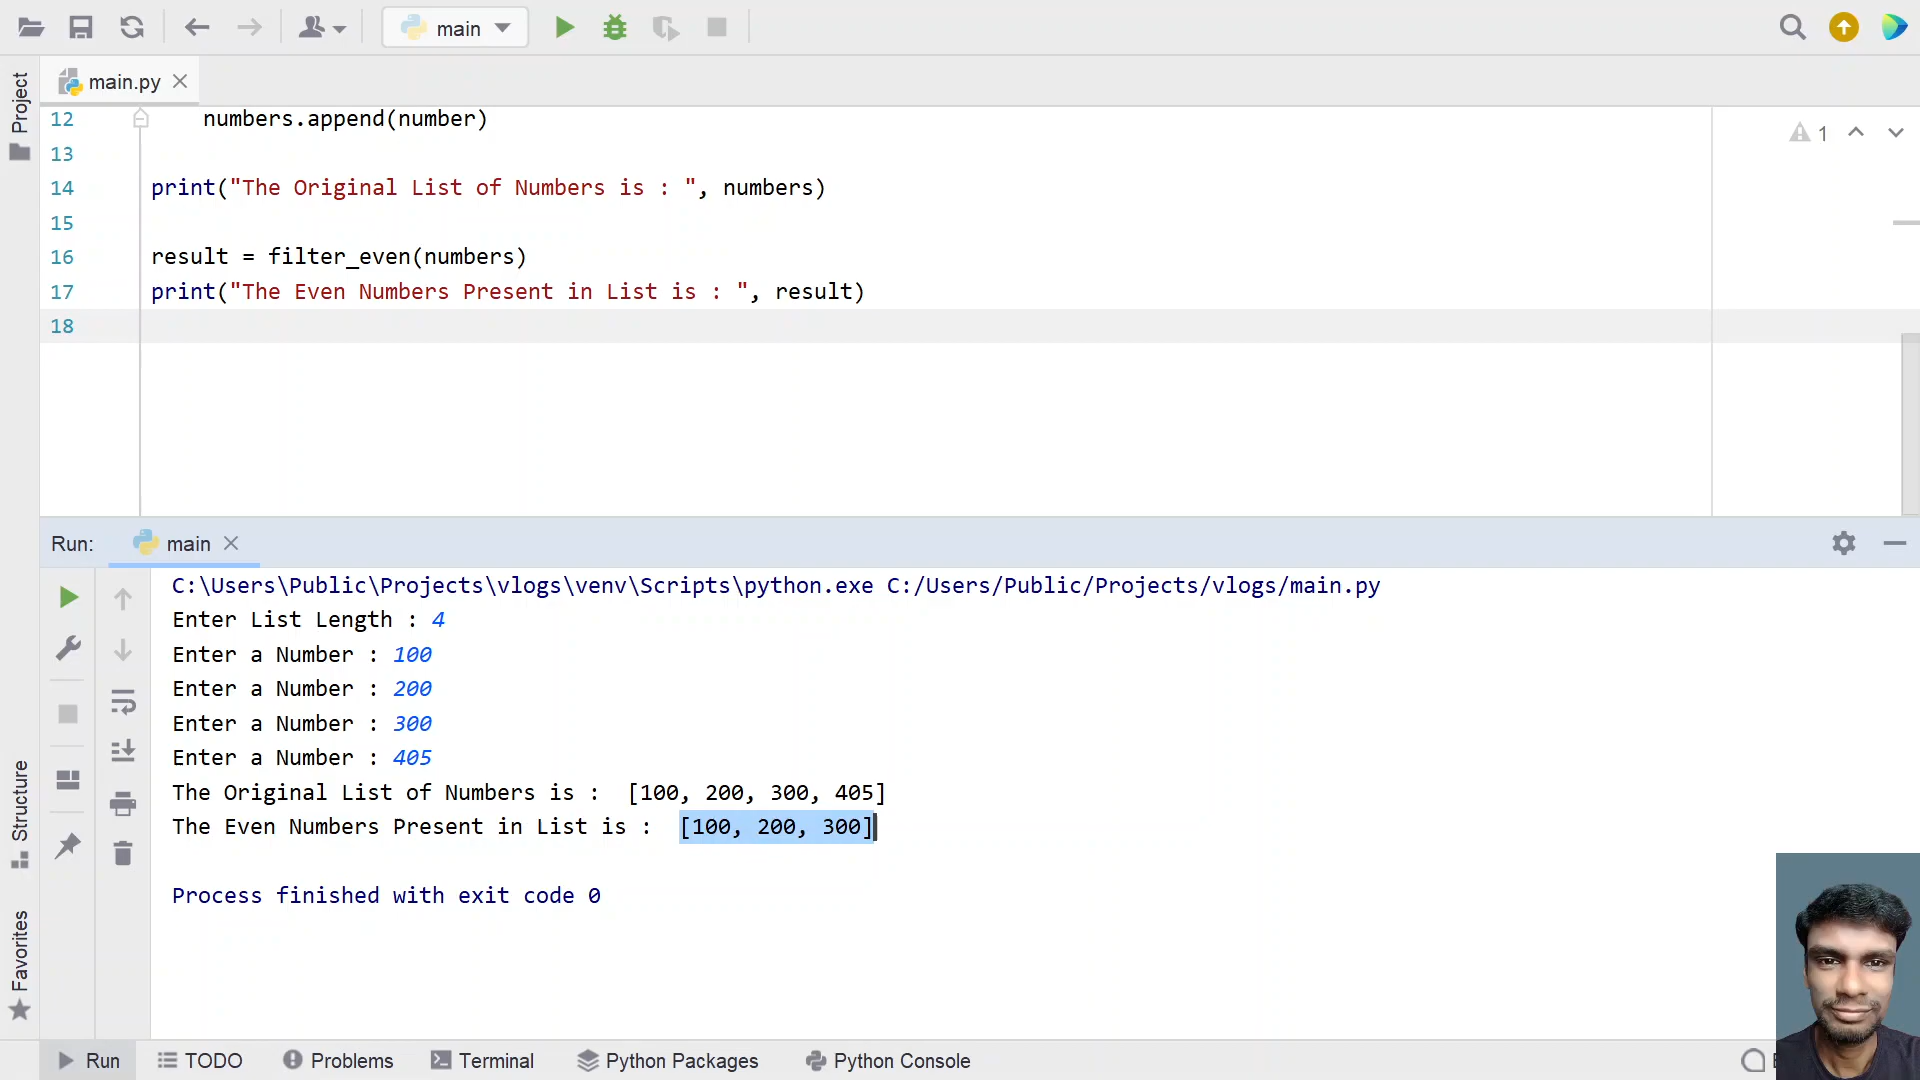 main
main.py
Project
12 numbers.append(number)
1
13
14 print("The Original List of Numbers is : ", numbers)
15
16 result = filter_even(numbers)
17 print("The Even Numbers Present in List is : ", result)
18
Run: main
C:\Users\Public\Projects\vlogs\venv\Scripts\python.exe C:/Users/Public/Projects/vlogs/main.py
Enter List Length : 4
Enter a Number : 100
Enter a Number : 200
Enter a Number : 300
Enter a Number : 405
The Original List of Numbers is :  [100, 200, 300, 405]
The Even Numbers Present in List is :  [100, 200, 300]
Process finished with exit code 0
Structure
Favorites
Run TODO Problems Terminal Python Packages Python Console